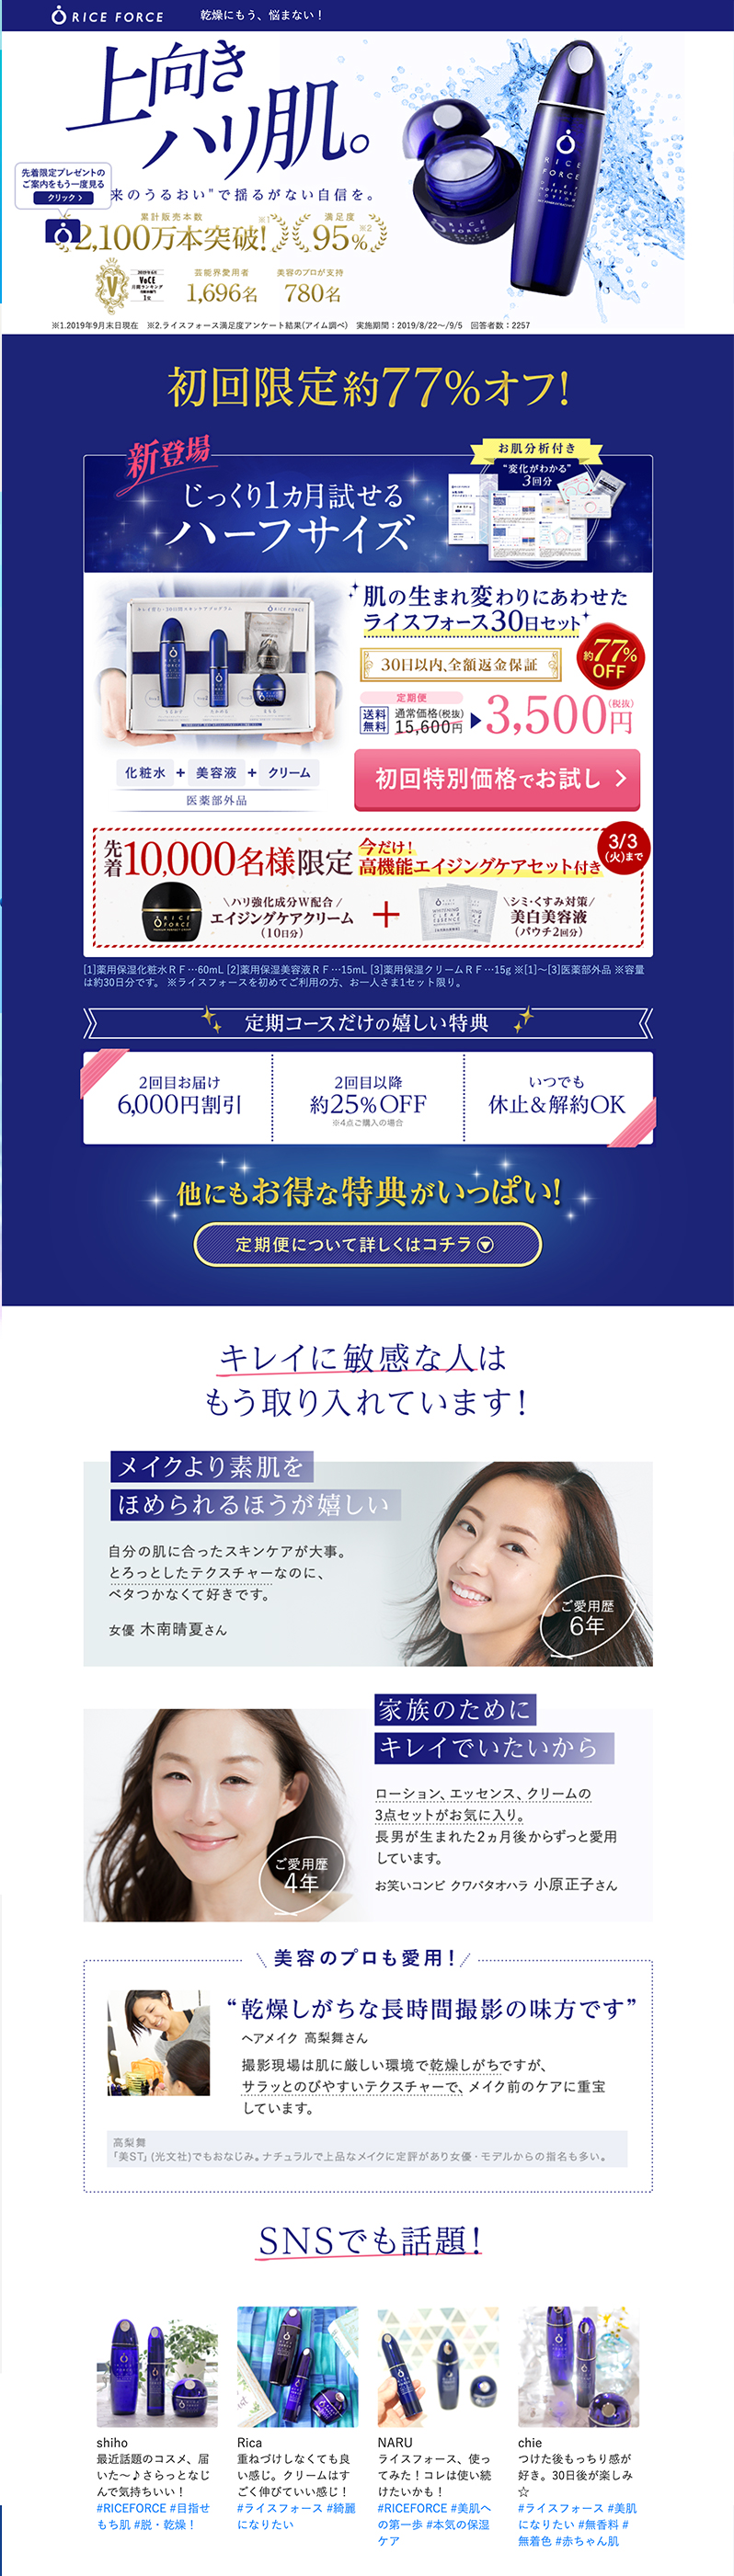 RICE FORCE
乾燥にもう、悩まない！
上向き
ハリ肌。
先着限定プレゼントの
ご案内をもう一度見る
クリック >
来のうるおい"で揺るがない自信を。
累計販売本数
2,100万本突破!
※1
満足度
95%
※2
VOCE
1位
芸能界愛用者
1,696名
美容のプロが支持
780名
※1.2019年9月末日現在　※2.ライスフォース満足度アンケート結果(アイム調べ)　実施期間：2019/8/22〜/9/5　回答者数：2257
RICE
FORCE
RICE
FORCE
DEEP
MOISTURE
LOTION
初回限定約77%オフ!
新登場
じっくり1カ月試せる
ハーフサイズ
お肌分析付き
"変化がわかる"
3回分
RICE FORCE
肌の生まれ変わりにあわせた
ライスフォース30日セット
30日以内、全額返金保証
約77%
OFF
定期便
送料
無料
通常価格(税抜)
15,600円
3,500円
(税抜)
化粧水 + 美容液 + クリーム
医薬部外品
初回特別価格でお試し
先着10,000名様限定
今だけ!
高機能エイジングケアセット付き
3/3
(火)まで
RICE
FORCE
\ハリ強化成分W配合/
エイジングケアクリーム
(10日分)
+
\シミ・くすみ対策/
美白美容液
(パウチ2回分)
[1]薬用保湿化粧水ＲＦ…60mL [2]薬用保湿美容液ＲＦ…15mL [3]薬用保湿クリームＲＦ…15g ※[1]〜[3]医薬部外品 ※容量
は約30日分です。 ※ライスフォースを初めてご利用の方、お一人さま1セット限り。
定期コースだけの嬉しい特典
2回目お届け
6,000円割引
2回目以降
約25%OFF
※4点ご購入の場合
いつでも
休止&解約OK
他にもお得な特典がいっぱい!
定期便について詳しくはコチラ
キレイに敏感な人は
もう取り入れています!
メイクより素肌を
ほめられるほうが嬉しい
自分の肌に合ったスキンケアが大事。
とろっとしたテクスチャーなのに、
ベタつかなくて好きです。
女優 木南晴夏さん
ご愛用歴
6年
家族のために
キレイでいたいから
ローション、エッセンス、クリームの
3点セットがお気に入り。
長男が生まれた2ヵ月後からずっと愛用
しています。
お笑いコンビ クワバタオハラ 小原正子さん
ご愛用歴
4年
美容のプロも愛用！
“乾燥しがちな長時間撮影の味方です”
ヘアメイク 高梨舞さん
撮影現場は肌に厳しい環境で乾燥しがちですが、
サラッとのびやすいテクスチャーで、メイク前のケアに重宝
しています。
高梨舞
「美ST」(光文社)でもおなじみ。ナチュラルで上品なメイクに定評があり女優・モデルからの指名も多い。
SNSでも話題!
shiho
最近話題のコスメ、届
いた〜♪さらっとなじ
んで気持ちいい！
#RICEFORCE #目指せ
もち肌 #脱・乾燥！
Rica
重ねづけしなくても良
い感じ。クリームはす
ごく伸びていい感じ！
#ライスフォース #綺麗
になりたい
NARU
ライスフォース、使っ
てみた！コレは使い続
けたいかも！
#RICEFORCE #美肌へ
の第一歩 #本気の保湿
ケア
chie
つけた後もっちり感が
好き。30日後が楽しみ
☆
#ライスフォース #美肌
になりたい #無香料 #
無着色 #赤ちゃん肌